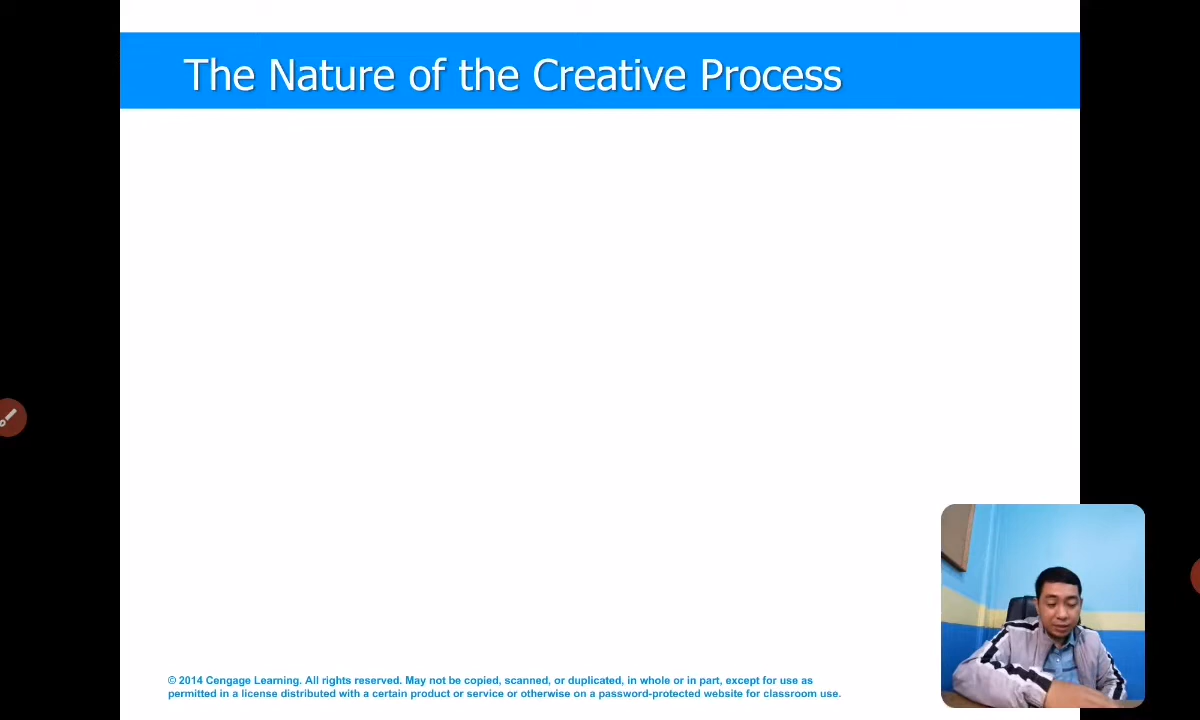 The Nature of the Creative Process
© 2014 Cengage Learning. All rights reserved. May not be copied, scanned, or duplicated, in whole or in part, except for use as
permitted in a license distributed with a certain product or service or otherwise on a password-protected website for classroom use.